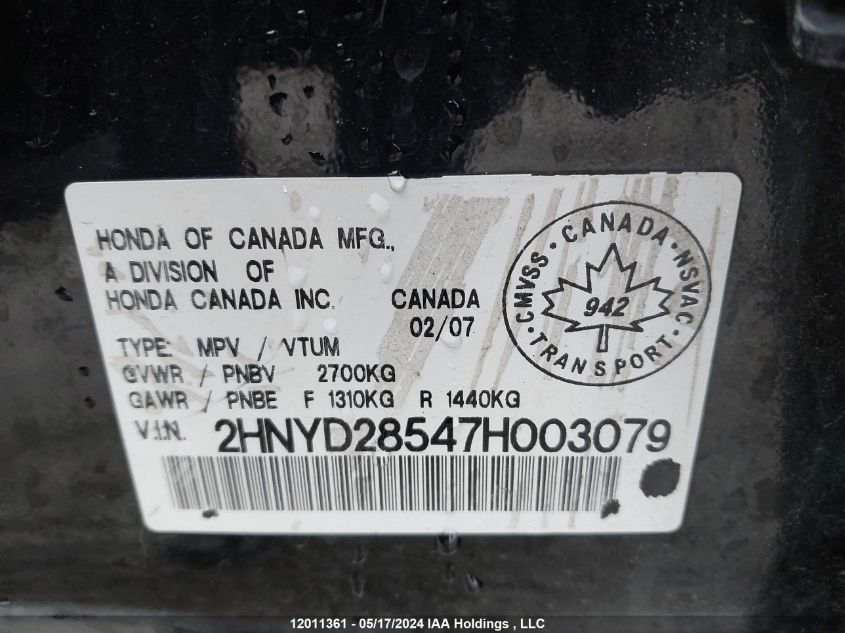 HONDA OF CANADA MFG.,
A DIVISION OF
HONDA CANADA INC. CANADA
02/07
TYPE: MPV / VTUM
GVWR / PNBV 2700KG
GAWR / PNBE F 1310KG R 1440KG
V.I.N. 2HNYD28547H003079
CMVSS · CANADA · NSVAC
942
· TRANSPORT ·
12011361 - 05/17/2024 IAA Holdings , LLC